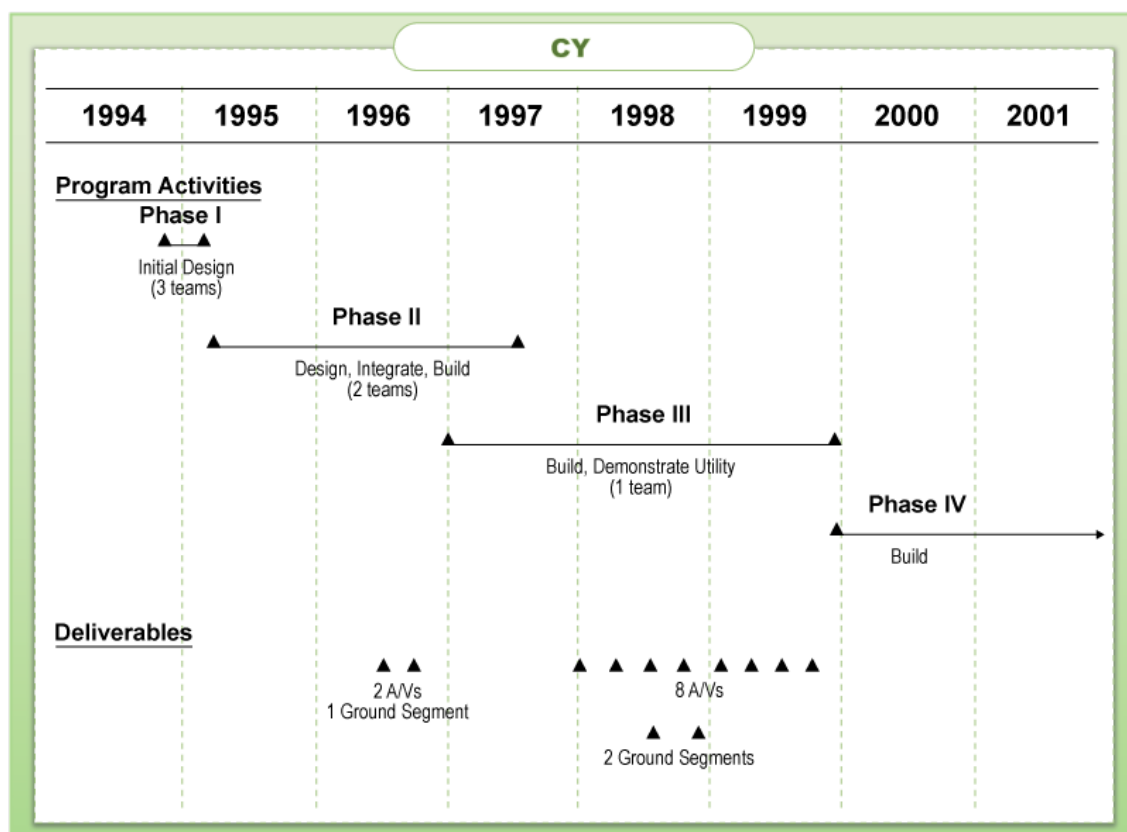 CY
1994 1995 1996 1997 1998 1999 2000 2001
Program Activities
Phase I
Initial Design
(3 teams)
Phase II
Design, Integrate, Build
(2 teams)
Phase III
Build, Demonstrate Utility
(1 team)
Phase IV
Build
Deliverables
2 A/Vs
1 Ground Segment
8 A/Vs
2 Ground Segments